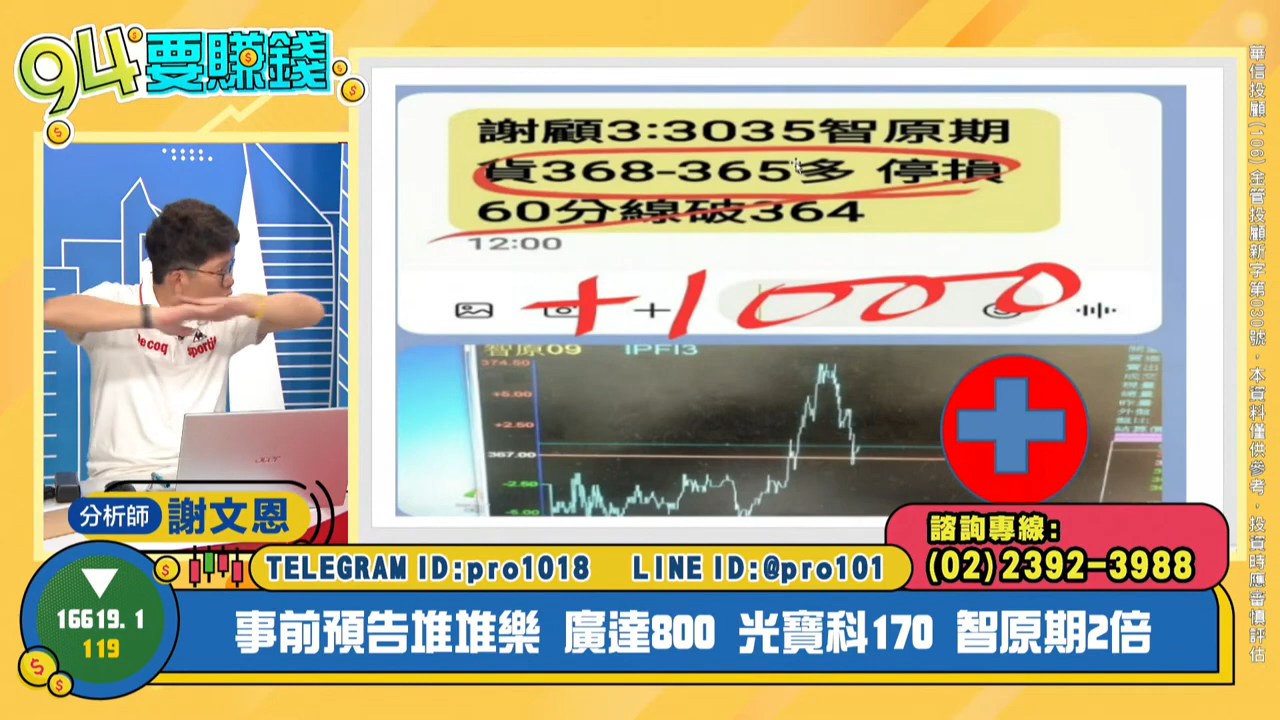 94要賺錢
謝顧3:3035智原期
貨368-365多 停損
60分線破364
12:00
+1000
智原09 IPFI3
374.50
+5.00
+2.50
367.00
-2.50
-5.00
le coq
sportif
acer
分析師 謝文恩
TELEGRAM ID:pro1018 LINE ID:@pro101
諮詢專線:
(02)2392-3988
16619.1
119
事前預告堆堆樂 廣達800 光寶科170 智原期2倍
華信投顧(106)金管投顧新字第030號,本資料僅供參考,投資時應審慎評估